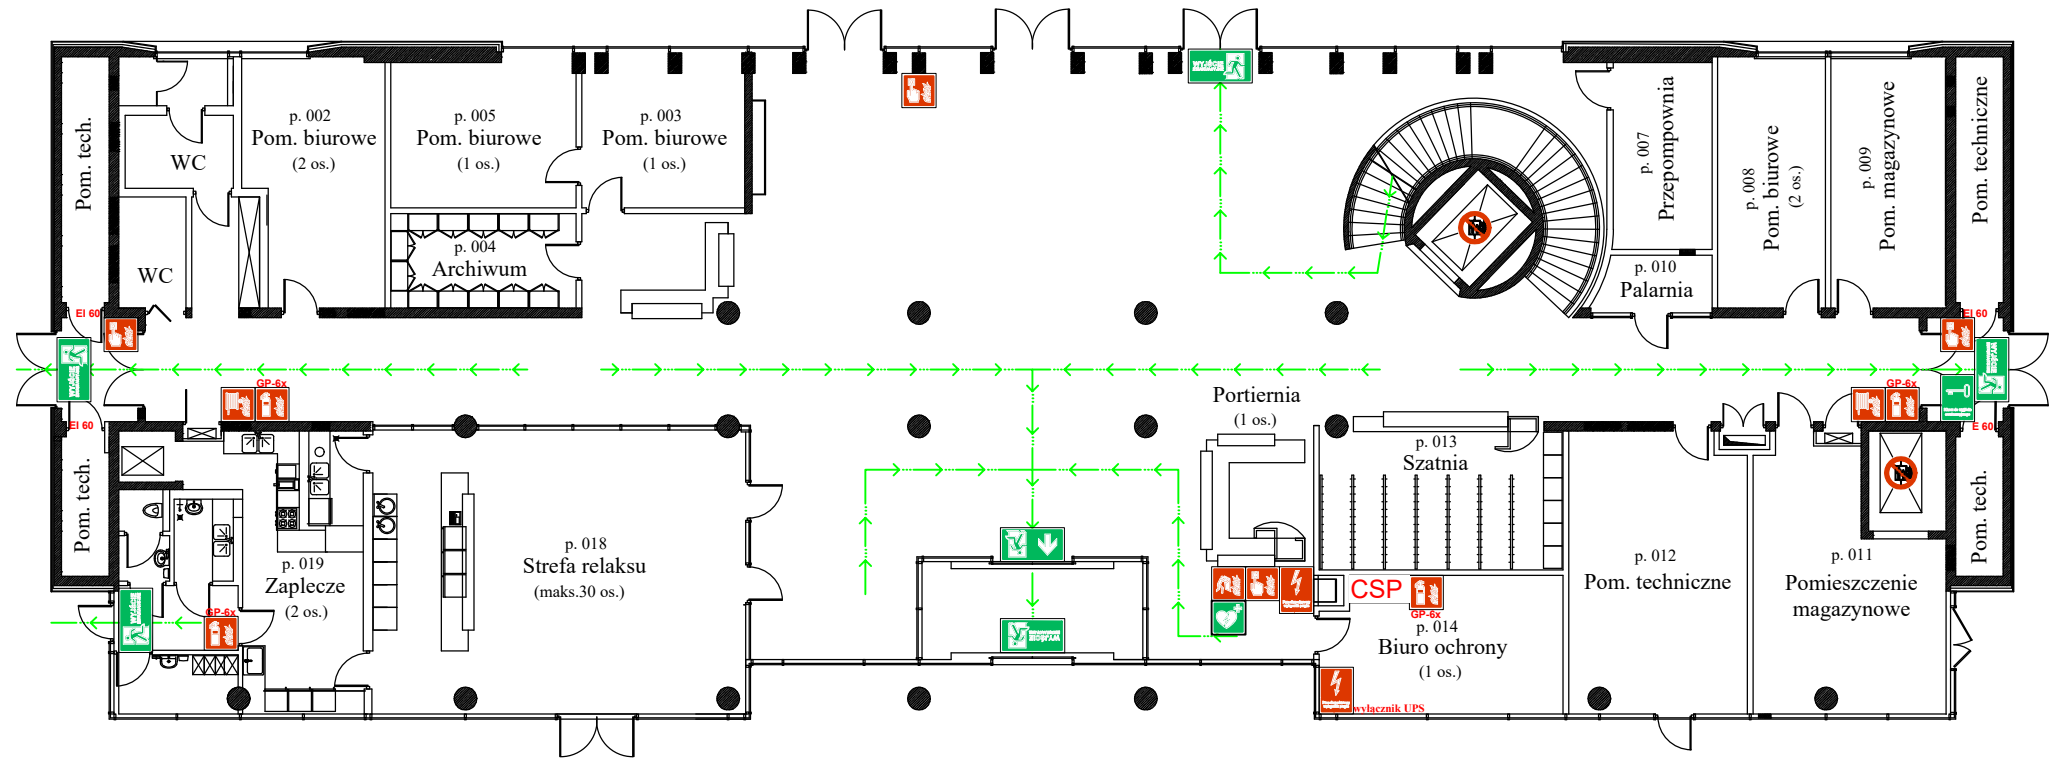 Pom. tech.
WC
WC
p. 002
Pom. biurowe
(2 os.)
p. 005
Pom. biurowe
(1 os.)
p. 003
Pom. biurowe
(1 os.)
p. 004
Archiwum
p. 007
Przepompownia
p. 008
Pom. biurowe
(2 os.)
p. 009
Pom. magazynowe
Pom. techniczne
p. 010
Palarnia
EI 60
EI 60
GP-6x
EI 60
GP-6x
E 60
Portiernia
(1 os.)
p. 013
Szatnia
Pom. tech.
p. 019
Zaplecze
(2 os.)
GP-6x
p. 018
Strefa relaksu
(maks.30 os.)
CSP
GP-6x
p. 014
Biuro ochrony
(1 os.)
wyłącznik UPS
p. 012
Pom. techniczne
p. 011
Pomieszczenie
magazynowe
Pom. tech.